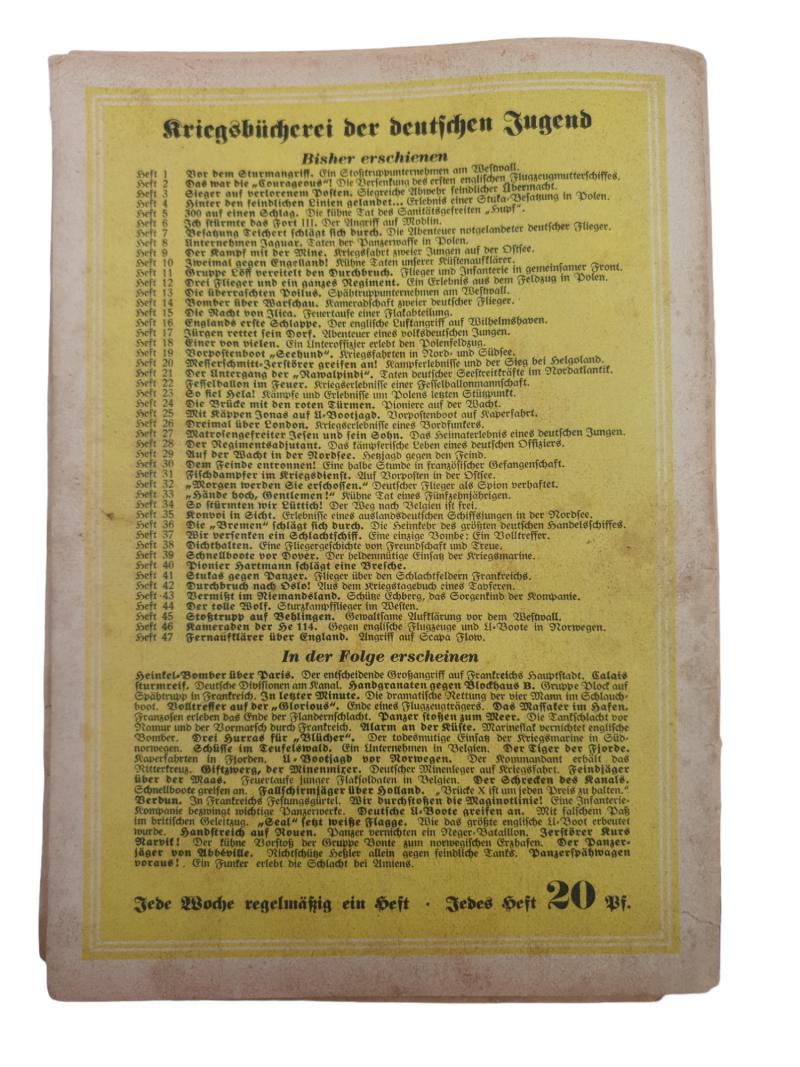 Kriegsbücherei der deutschen Jugend
Bisher erschienen
Heft 1 Vor dem Sturmangriff. Ein Stoßtruppunternehmen am Westwall.
Heft 2 Das war die „Courageous“! Die Versenkung des ersten englischen Flugzeugmutterschiffes.
Heft 3 Sieger auf verlorenem Posten. Siegreiche Abwehr feindlicher Übermacht.
Heft 4 Hinter den feindlichen Linien gelandet... Erlebnis einer Stuka-Besatzung in Polen.
Heft 5 300 auf einen Schlag. Die kühne Tat des Sanitätsgefreiten „Hupf“.
Heft 6 Ich stürmte das Fort III. Der Angriff auf Modlin.
Heft 7 Besatzung Teichert schlägt sich durch. Die Abenteuer notgelandeter deutscher Flieger.
Heft 8 Unternehmen Jaguar. Taten der Panzerwaffe in Polen.
Heft 9 Der Kampf mit der Mine. Kriegsfahrt zweier Jungen auf der Ostsee.
Heft 10 Zweimal gegen Engelland! Kühne Taten unserer Küstenaufklärer.
Heft 11 Gruppe Löff vereitelt den Durchbruch. Flieger und Infanterie in gemeinsamer Front.
Heft 12 Drei Flieger und ein ganzes Regiment. Ein Erlebnis aus dem Feldzug in Polen.
Heft 13 Die überraschten Poilus. Spähtruppunternehmen am Westwall.
Heft 14 Bomber über Warschau. Kameradschaft zweier deutscher Flieger.
Heft 15 Die Nacht von Ilica. Feuertaufe einer Flakabteilung.
Heft 16 Englands erste Schlappe. Der englische Luftangriff auf Wilhelmshaven.
Heft 17 Jürgen rettet sein Dorf. Abenteuer eines volksdeutschen Jungen.
Heft 18 Einer von vielen. Ein Unteroffizier erlebt den Polenfeldzug.
Heft 19 Vorpostenboot „Seehund“. Kriegsfahrten in Nord- und Südsee.
Heft 20 Messerschmitt-Zerstörer greifen an! Kampferlebnisse und der Sieg bei Helgoland.
Heft 21 Der Untergang der „Rawalpindi“. Taten deutscher Seestreitkräfte im Nordatlantik.
Heft 22 Fesselballon im Feuer. Kriegserlebnisse einer Fesselballonmannschaft.
Heft 23 So fiel Hela! Kämpfe und Erlebnisse um Polens letzten Stützpunkt.
Heft 24 Die Brücke mit den roten Türmen. Pioniere auf der Wacht.
Heft 25 Mit Käppen Jonas auf U-Bootjagd. Vorpostenboot auf Kaperfahrt.
Heft 26 Dreimal über London. Kriegserlebnisse eines Bordfunkers.
Heft 27 Matrosengefreiter Jesen und sein Sohn. Das Heimaterlebnis eines deutschen Jungen.
Heft 28 Der Regimentsadjutant. Das kämpferische Leben eines deutschen Offiziers.
Heft 29 Auf der Wacht in der Nordsee. Hetzjagd gegen den Feind.
Heft 30 Dem Feinde entronnen! Eine halbe Stunde in französischer Gefangenschaft.
Heft 31 Fischdampfer im Kriegsdienst. Auf Vorposten in der Ostsee.
Heft 32 „Morgen werden Sie erschossen.“ Deutscher Flieger als Spion verhaftet.
Heft 33 „Hände hoch, Gentlemen!“ Kühne Tat eines Fünfzehnjährigen.
Heft 34 So stürmten wir Lüttich! Der Weg nach Belgien ist frei.
Heft 35 Konvoi in Sicht. Erlebnisse eines auslandsdeutschen Schiffsjungen in der Nordsee.
Heft 36 Die „Bremen“ schlägt sich durch. Die Heimkehr des größten deutschen Handelsschiffes.
Heft 37 Wir versenken ein Schlachtschiff. Eine einzige Bombe: Ein Volltreffer.
Heft 38 Dichthalten. Eine Fliegergeschichte von Freundschaft und Treue.
Heft 39 Schnellboote vor Dover. Der heldenmütige Einsatz der Kriegsmarine.
Heft 40 Pionier Hartmann schlägt eine Bresche.
Heft 41 Stukas gegen Panzer. Flieger über den Schlachtfeldern Frankreichs.
Heft 42 Durchbruch nach Oslo! Aus dem Kriegstagebuch eines Tapferen.
Heft 43 Vermißt im Niemandsland. Schütze Echberg, das Sorgenkind der Kompanie.
Heft 44 Der tolle Wolf. Sturzkampfflieger im Westen.
Heft 45 Stoßtrupp auf Bethlingen. Gewaltsame Aufklärung vor dem Westwall.
Heft 46 Kameraden der He 114. Gegen englische Flugzeuge und U-Boote in Norwegen.
Heft 47 Fernaufklärer über England. Angriff auf Scapa Flow.
In der Folge erscheinen
Heinkel-Bomber über Paris. Der entscheidende Großangriff auf Frankreichs Hauptstadt. Calais
sturmreif. Deutsche Divisionen am Kanal. Handgranaten gegen Blockhaus B. Gruppe Plock auf
Spähtrupp in Frankreich. In letzter Minute. Die dramatische Rettung der vier Mann im Schlauch-
boot. Volltreffer auf der „Glorious“. Ende eines Flugzeugträgers. Das Massaker im Hafen.
Franzosen erleben das Ende der Flandernschlacht. Panzer stoßen zum Meer. Die Tankschlacht vor
Namur und der Vormarsch durch Frankreich. Alarm an der Küste. Marineflak vernichtet englische
Bomber. Drei Hurras für „Blücher“. Der todesmutige Einsatz der Kriegsmarine in Süd-
norwegen. Schüsse im Teufelswald. Ein Unternehmen in Belgien. Der Tiger der Fjorde.
Kaperfahrten in Fjorden. U-Bootjagd vor Norwegen. Der Kommandant erhält das
Ritterkreuz. Giftzwerg, der Minenmixer. Deutscher Minenleger auf Kriegsfahrt. Feindjäger
über der Maas. Feuertaufe junger Flaksoldaten in Belgien. Der Schrecken des Kanals.
Schnellboote greifen an. Fallschirmjäger über Holland. „Brücke X ist um jeden Preis zu halten.“
Verdun. In Frankreichs Festungsgürtel. Wir durchstoßen die Maginotlinie! Eine Infanterie-
Kompanie bezwingt wichtige Panzerwerke. Deutsche U-Boote greifen an. Mit falschem Paß
im britischen Geleitzug. „Seal“ setzt weiße Flagge. Wie das größte englische U-Boot erbeutet
wurde. Handstreich auf Rouen. Panzer vernichten ein Neger-Bataillon. Zerstörer Kurs
Narvik! Der kühne Vorstoß der Gruppe Bonte zum norwegischen Erzhafen. Der Panzer-
jäger von Abbéville. Richtschütze Heßler allein gegen feindliche Tanks. Panzerspähwagen
voraus! Ein Funker erlebt die Schlacht bei Amiens.
Jede Woche regelmäßig ein Heft · Jedes Heft 20 Pf.